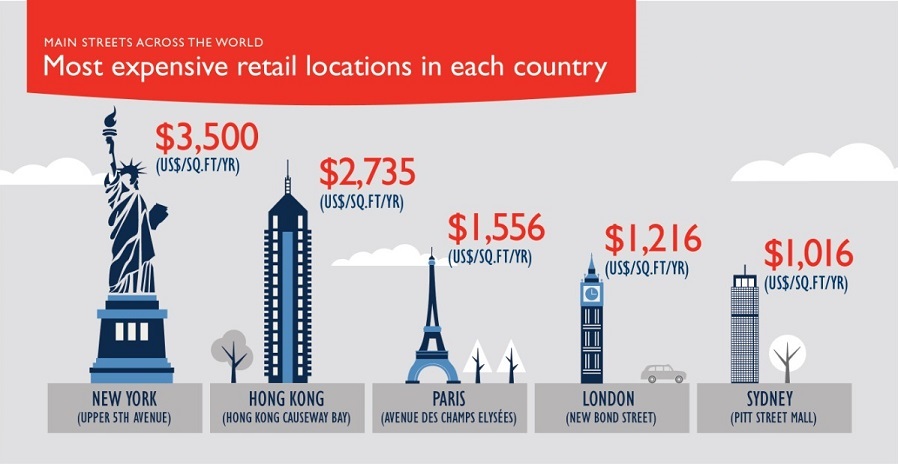 MAIN STREETS ACROSS THE WORLD
Most expensive retail locations in each country
$3,500
(US$/SQ.FT/YR)
$2,735
(US$/SQ.FT/YR)
$1,556
(US$/SQ.FT/YR)
$1,216
(US$/SQ.FT/YR)
$1,016
(US$/SQ.FT/YR)
NEW YORK
(UPPER 5TH AVENUE)
HONG KONG
(HONG KONG CAUSEWAY BAY)
PARIS
(AVENUE DES CHAMPS ELYSÉES)
LONDON
(NEW BOND STREET)
SYDNEY
(PITT STREET MALL)